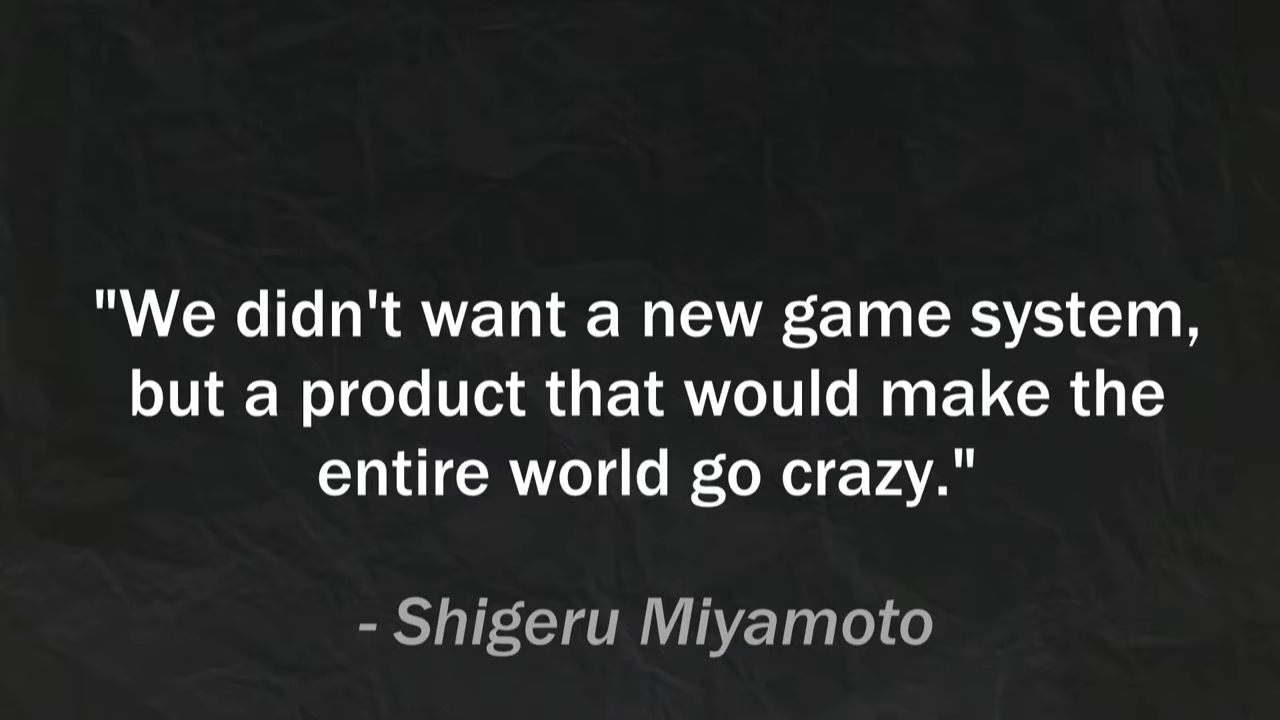 "We didn't want a new game system,
but a product that would make the
entire world go crazy."
- Shigeru Miyamoto